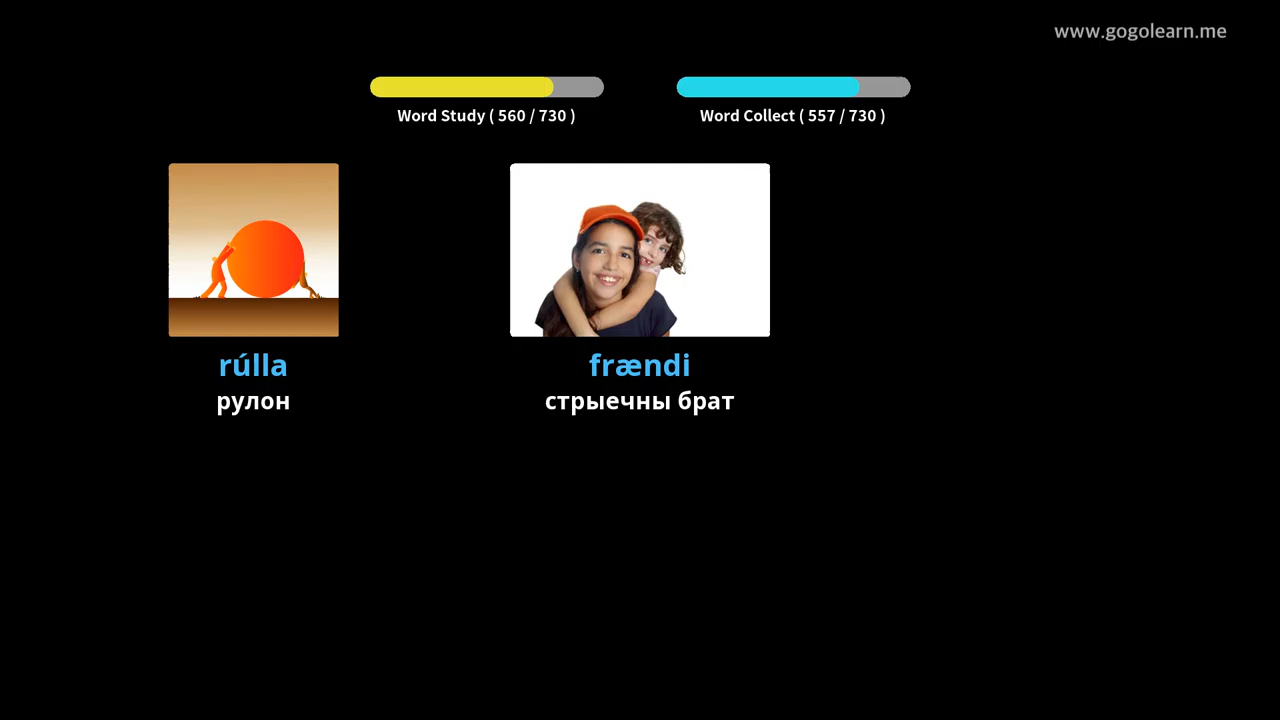 www.gogolearn.me
Word Study ( 560 / 730 )
Word Collect ( 557 / 730 )
rúlla
рулон
frændi
стрыечны брат